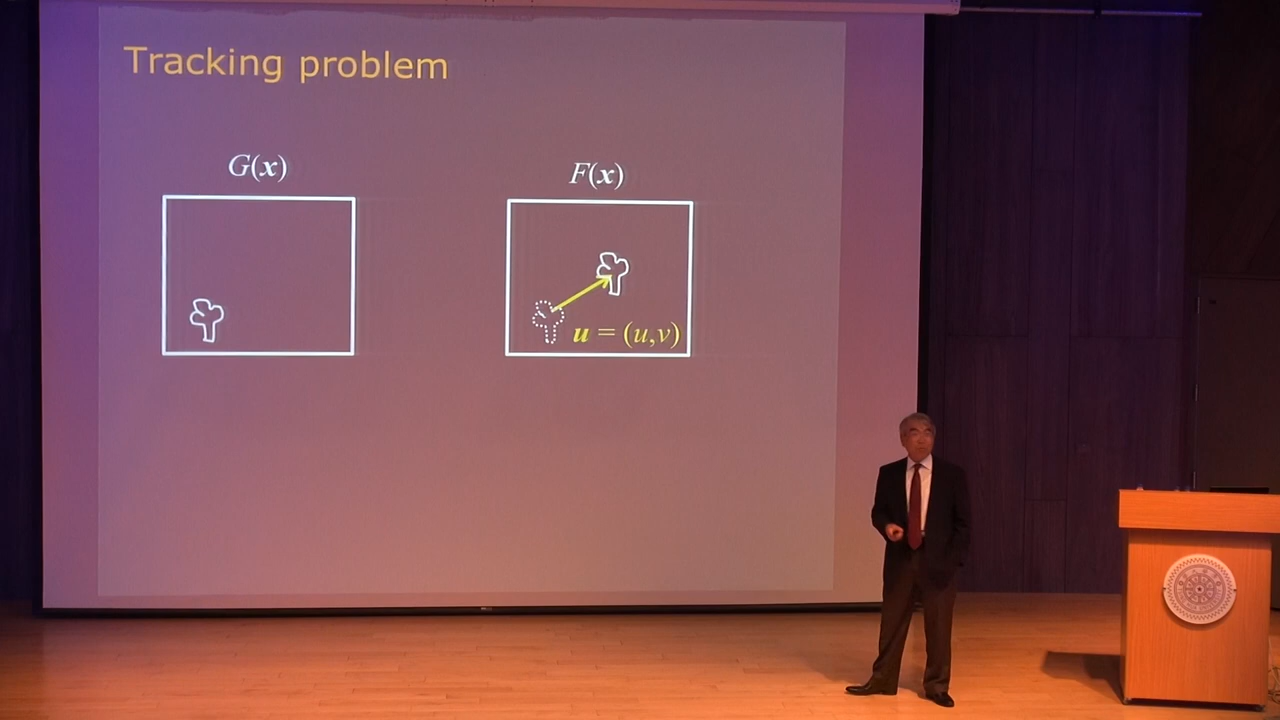 Tracking problem
G(x)
F(x)
u = (u,v)